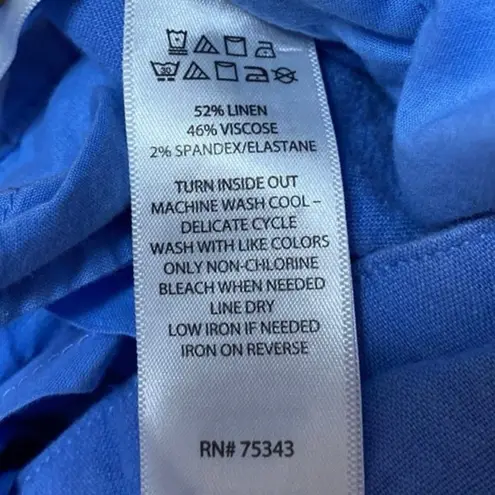 30
52% LINEN
46% VISCOSE
2% SPANDEX/ELASTANE
TURN INSIDE OUT
MACHINE WASH COOL –
DELICATE CYCLE
WASH WITH LIKE COLORS
ONLY NON-CHLORINE
BLEACH WHEN NEEDED
LINE DRY
LOW IRON IF NEEDED
IRON ON REVERSE
RN# 75343